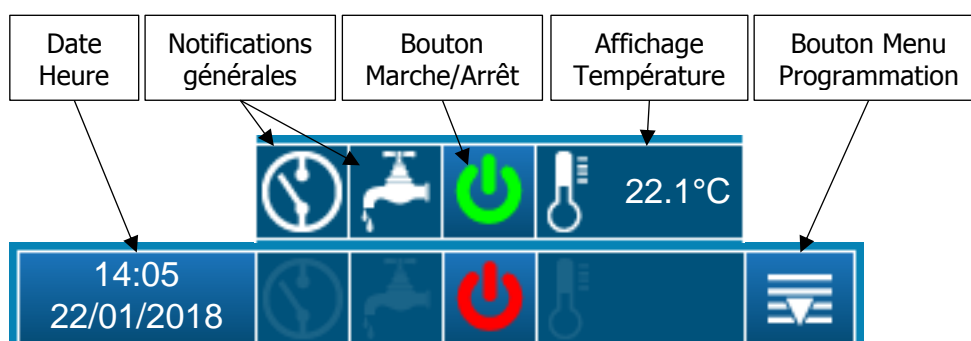 Date
Heure
Notifications
générales
Bouton
Marche/Arrêt
Affichage
Température
Bouton Menu
Programmation
22.1°C
14:05
22/01/2018